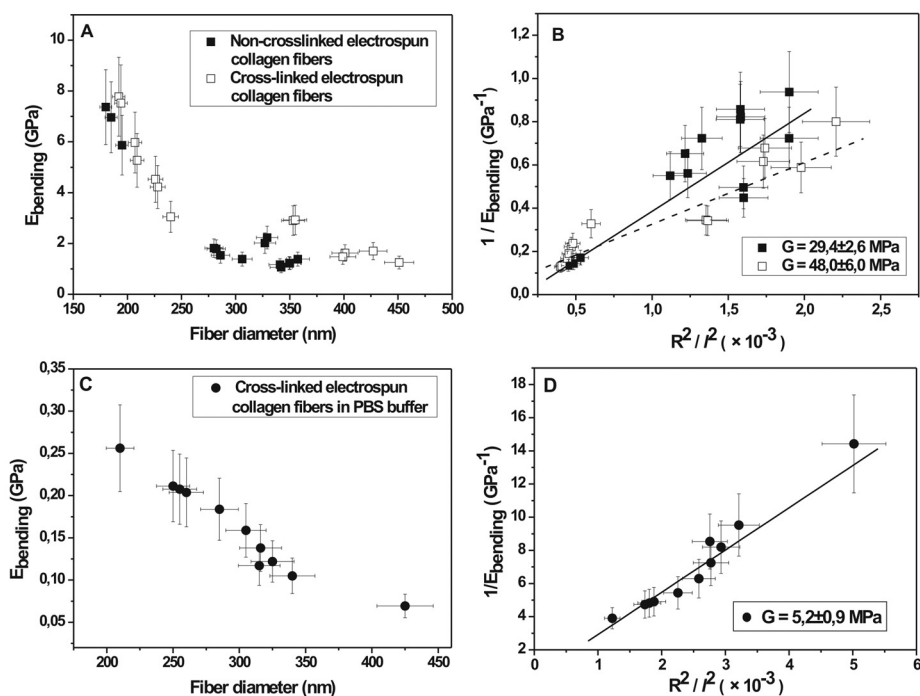 A
Non-crosslinked electrospun
collagen fibers
Cross-linked electrospun
collagen fibers
10
8
6
4
2
0
E_bending (GPa)
150 200 250 300 350 400 450 500
Fiber diameter (nm)
B
1,2
1,0
0,8
0,6
0,4
0,2
0,0
1 / E_bending (GPa⁻¹)
G = 29,4±2,6 MPa
G = 48,0±6,0 MPa
0,5 1,0 1,5 2,0 2,5
R² / l² ( × 10⁻³)
C
Cross-linked electrospun
collagen fibers in PBS buffer
0,35
0,30
0,25
0,20
0,15
0,10
0,05
E_bending (GPa)
200 250 300 350 400 450
Fiber diameter (nm)
D
18
16
14
12
10
8
6
4
2
1/E_bending (GPa⁻¹)
G = 5,2±0,9 MPa
0 1 2 3 4 5 6
R² / l² ( × 10⁻³)